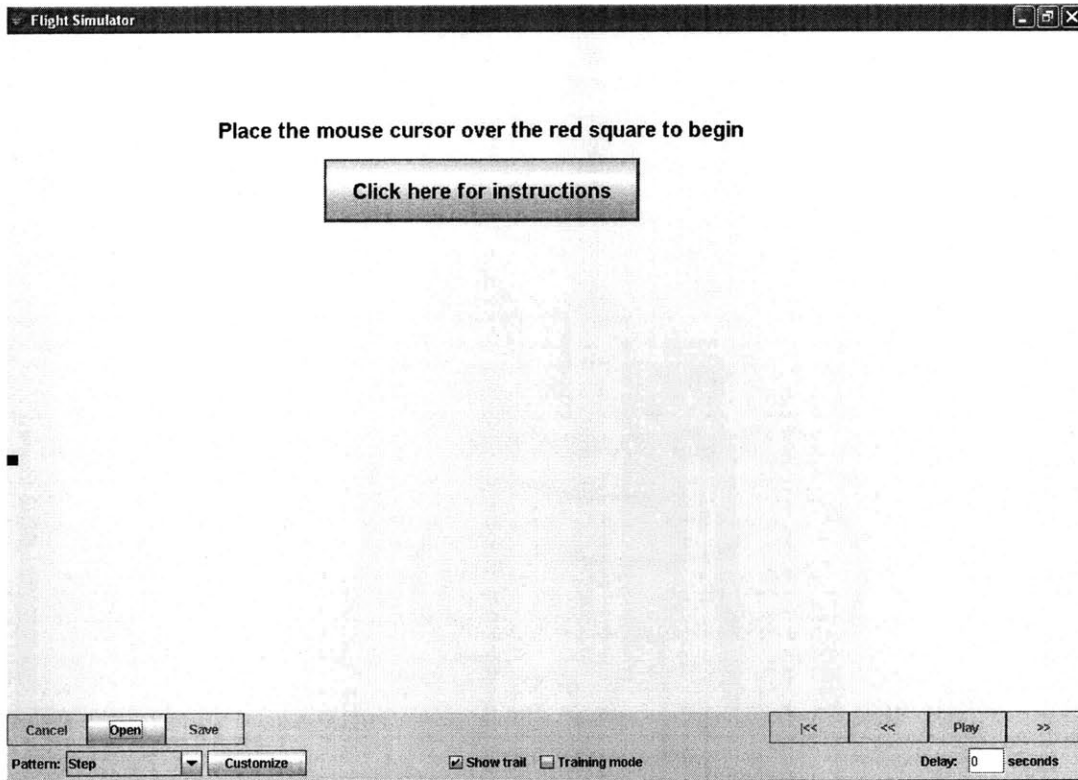 Flight Simulator
Place the mouse cursor over the red square to begin
Click here for instructions
Cancel Open Save |<< << Play >>
Pattern: Step Customize Show trail Training mode Delay: 0 seconds